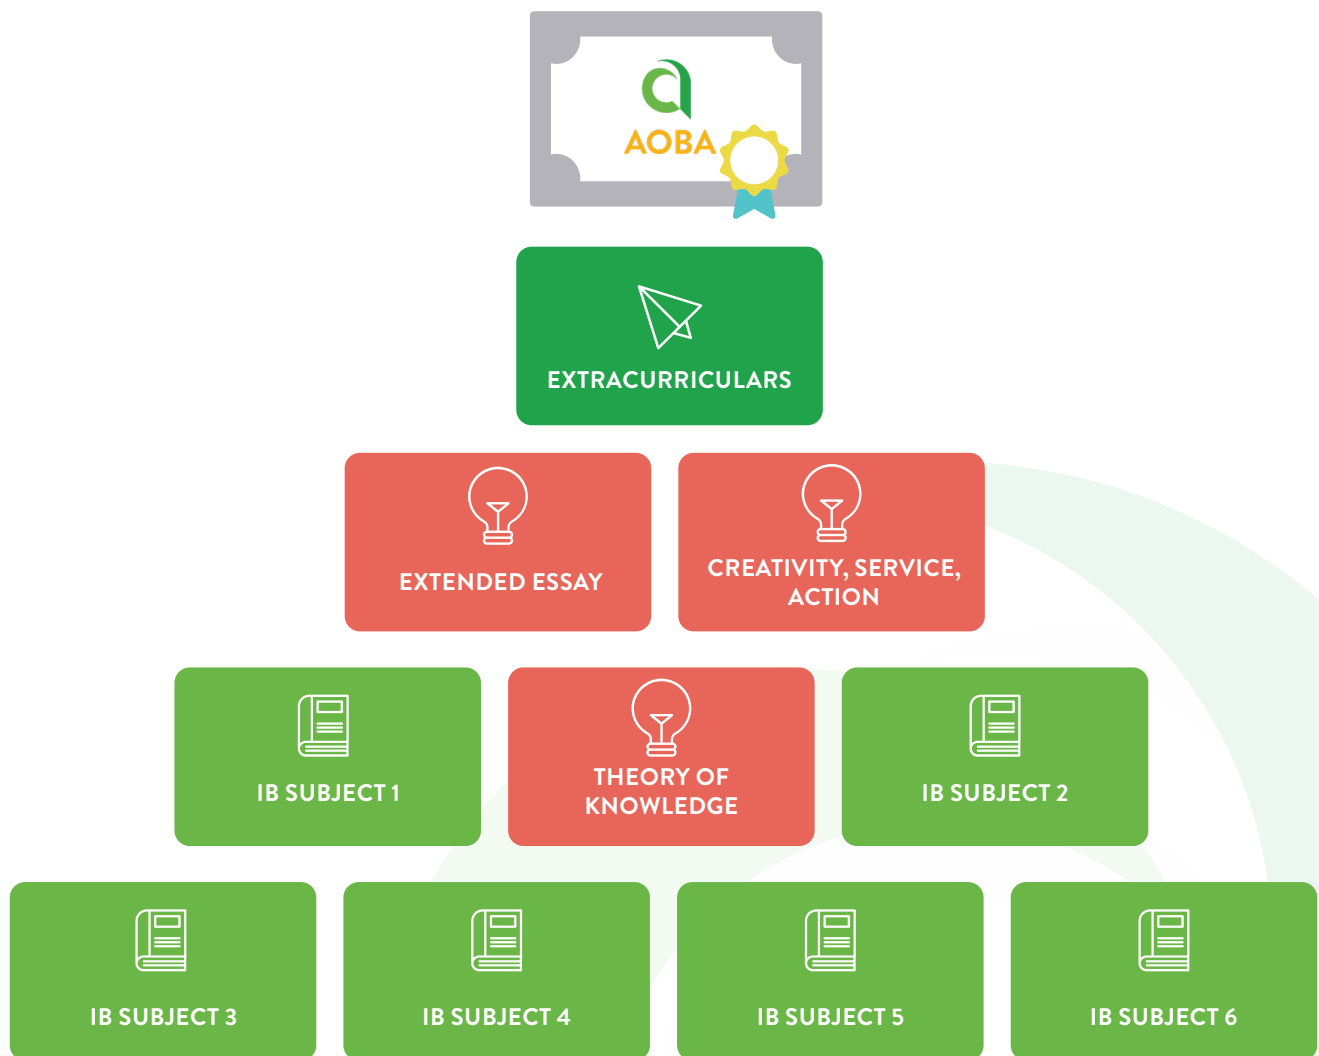 AOBA
EXTRACURRICULARS
EXTENDED ESSAY
CREATIVITY, SERVICE,
ACTION
IB SUBJECT 1
THEORY OF
KNOWLEDGE
IB SUBJECT 2
IB SUBJECT 3
IB SUBJECT 4
IB SUBJECT 5
IB SUBJECT 6